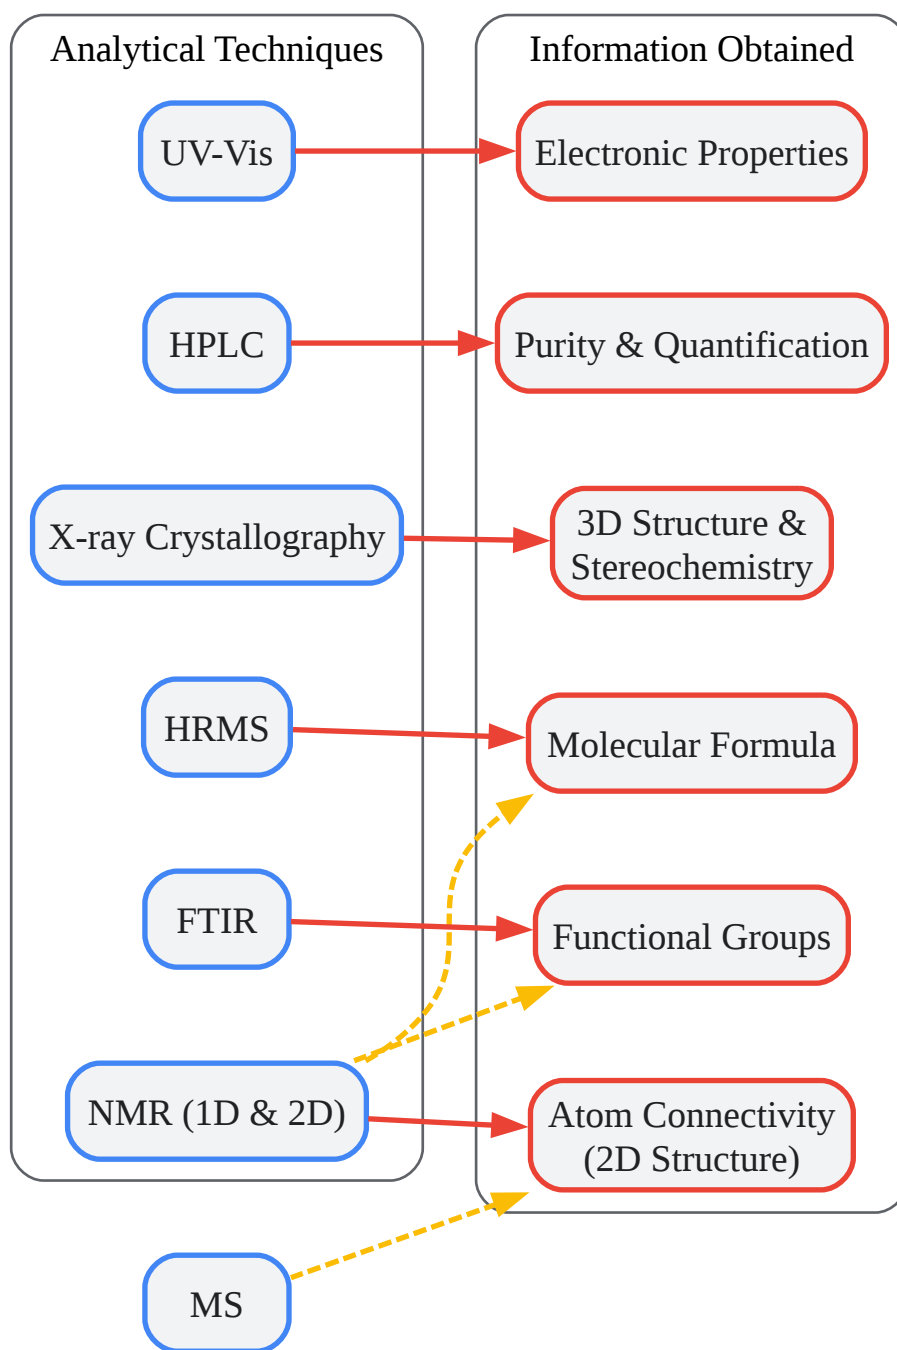 Analytical Techniques
Information Obtained
UV-Vis
Electronic Properties
HPLC
Purity & Quantification
X-ray Crystallography
3D Structure &
Stereochemistry
HRMS
Molecular Formula
FTIR
Functional Groups
NMR (1D & 2D)
Atom Connectivity
(2D Structure)
MS